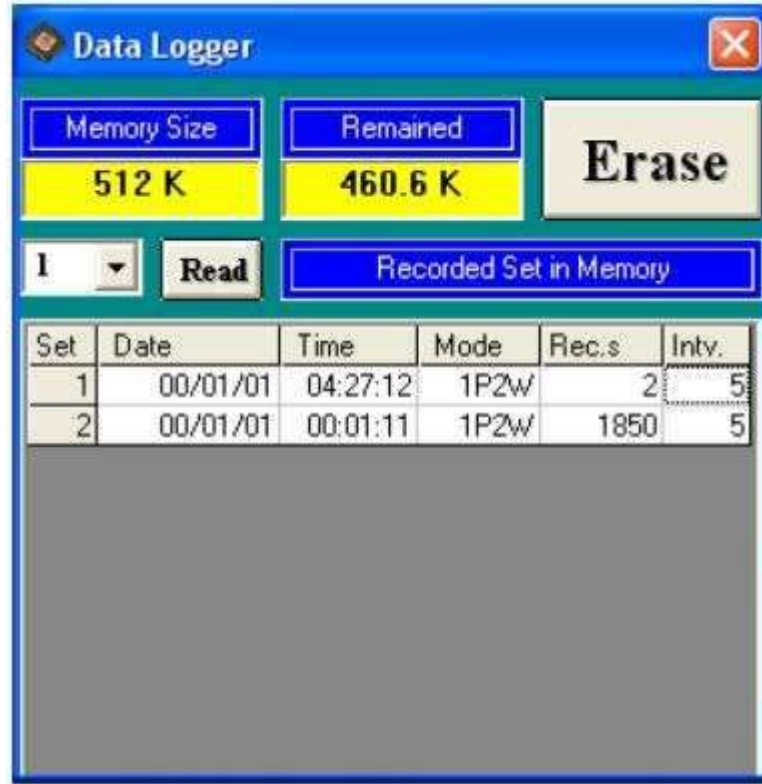 Data Logger
Memory Size Remained Erase
512 K 460.6 K
1 Read Recorded Set in Memory
Set Date Time Mode Rec.s Intv.
1 00/01/01 04:27:12 1P2W 2 5
2 00/01/01 00:01:11 1P2W 1850 5